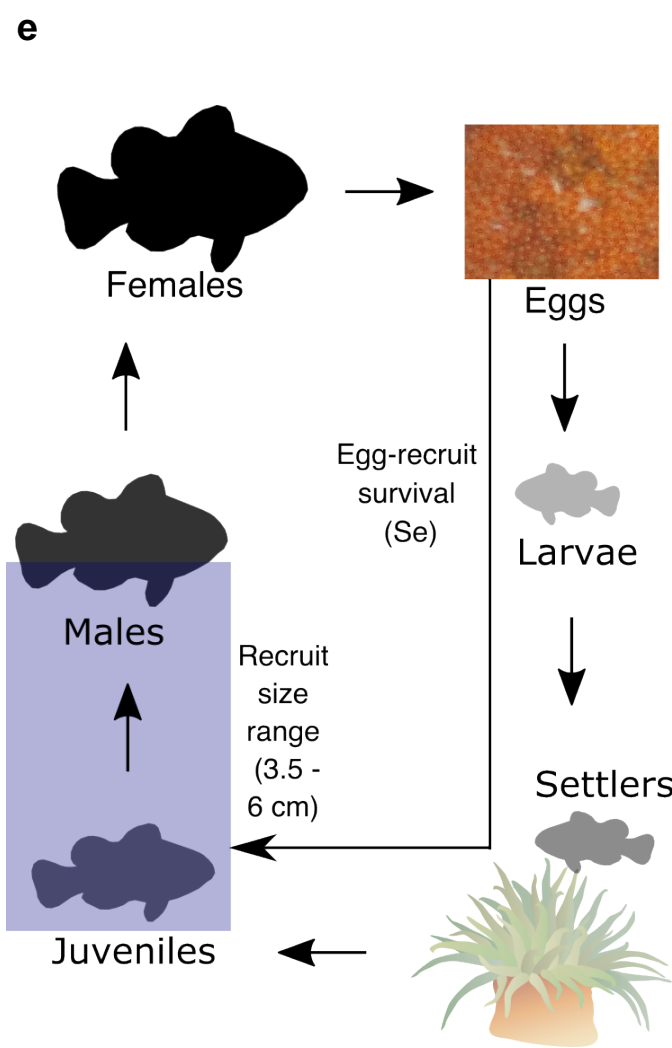 e
Females
Eggs
Egg-recruit
survival
(Se)
Larvae
Males
Recruit
size
range
(3.5 -
6 cm)
Settlers
Juveniles